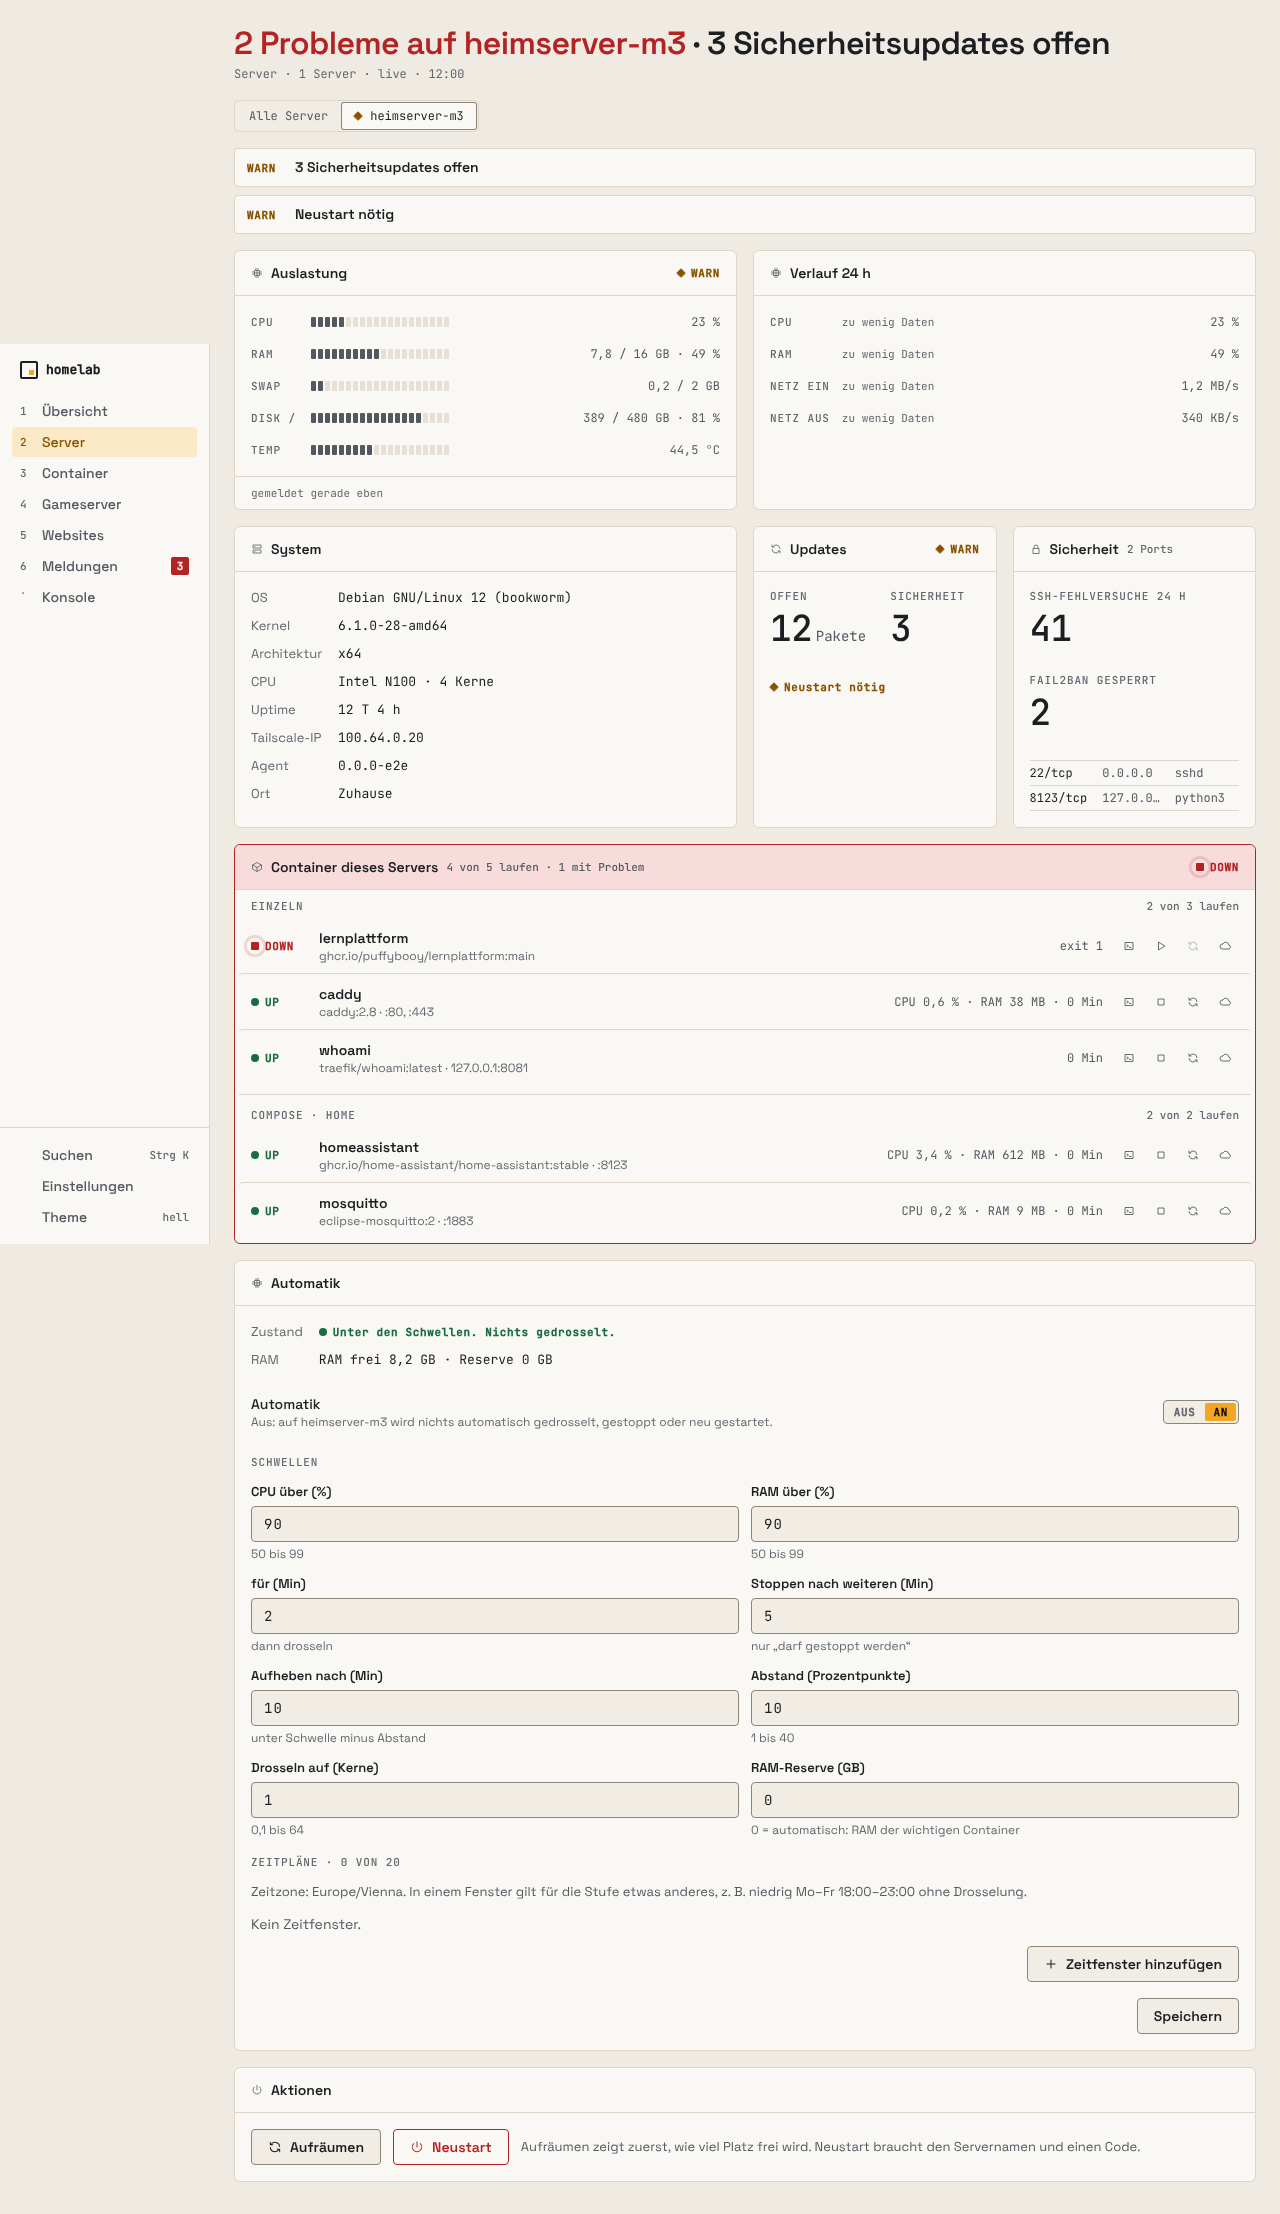 2 Probleme auf heimserver-m3 · 3 Sicherheitsupdates offen
Server · 1 Server · live · 12:00
Alle Server
heimserver-m3
WARN 3 Sicherheitsupdates offen
WARN Neustart nötig
homelab
1 Übersicht
2 Server
3 Container
4 Gameserver
5 Websites
6 Meldungen 3
` Konsole
Suchen Strg K
Einstellungen
Theme hell
Auslastung WARN
CPU 23 %
RAM 7,8 / 16 GB · 49 %
SWAP 0,2 / 2 GB
DISK / 389 / 480 GB · 81 %
TEMP 44,5 °C
gemeldet gerade eben
Verlauf 24 h
CPU zu wenig Daten 23 %
RAM zu wenig Daten 49 %
NETZ EIN zu wenig Daten 1,2 MB/s
NETZ AUS zu wenig Daten 340 KB/s
System
OS Debian GNU/Linux 12 (bookworm)
Kernel 6.1.0-28-amd64
Architektur x64
CPU Intel N100 · 4 Kerne
Uptime 12 T 4 h
Tailscale-IP 100.64.0.20
Agent 0.0.0-e2e
Ort Zuhause
Updates WARN
OFFEN SICHERHEIT
12 Pakete 3
Neustart nötig
Sicherheit 2 Ports
SSH-FEHLVERSUCHE 24 H
41
FAIL2BAN GESPERRT
2
22/tcp 0.0.0.0 sshd
8123/tcp 127.0.0… python3
Container dieses Servers 4 von 5 laufen · 1 mit Problem DOWN
EINZELN 2 von 3 laufen
DOWN lernplattform exit 1
ghcr.io/puffybooy/lernplattform:main
UP caddy CPU 0,6 % · RAM 38 MB · 0 Min
caddy:2.8 · :80, :443
UP whoami 0 Min
traefik/whoami:latest · 127.0.0.1:8081
COMPOSE · HOME 2 von 2 laufen
UP homeassistant CPU 3,4 % · RAM 612 MB · 0 Min
ghcr.io/home-assistant/home-assistant:stable · :8123
UP mosquitto CPU 0,2 % · RAM 9 MB · 0 Min
eclipse-mosquitto:2 · :1883
Automatik
Zustand Unter den Schwellen. Nichts gedrosselt.
RAM RAM frei 8,2 GB · Reserve 0 GB
Automatik
Aus: auf heimserver-m3 wird nichts automatisch gedrosselt, gestoppt oder neu gestartet.
AUS AN
SCHWELLEN
CPU über (%) RAM über (%)
90 90
50 bis 99 50 bis 99
für (Min) Stoppen nach weiteren (Min)
2 5
dann drosseln nur „darf gestoppt werden“
Aufheben nach (Min) Abstand (Prozentpunkte)
10 10
unter Schwelle minus Abstand 1 bis 40
Drosseln auf (Kerne) RAM-Reserve (GB)
1 0
0,1 bis 64 0 = automatisch: RAM der wichtigen Container
ZEITPLÄNE · 0 VON 20
Zeitzone: Europe/Vienna. In einem Fenster gilt für die Stufe etwas anderes, z. B. niedrig Mo–Fr 18:00–23:00 ohne Drosselung.
Kein Zeitfenster.
Zeitfenster hinzufügen
Speichern
Aktionen
Aufräumen Neustart Aufräumen zeigt zuerst, wie viel Platz frei wird. Neustart braucht den Servernamen und einen Code.